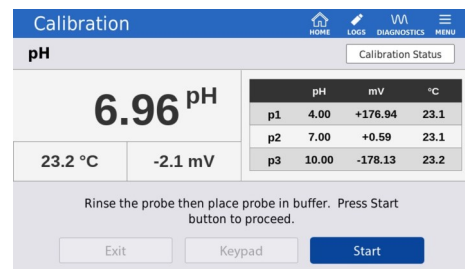 Calibration
HOME LOGS DIAGNOSTICS MENU
pH
Calibration Status
6.96 pH
23.2 °C -2.1 mV
pH mV °C
p1 4.00 +176.94 23.1
p2 7.00 +0.59 23.1
p3 10.00 -178.13 23.2
Rinse the probe then place probe in buffer. Press Start
button to proceed.
Exit Keypad Start